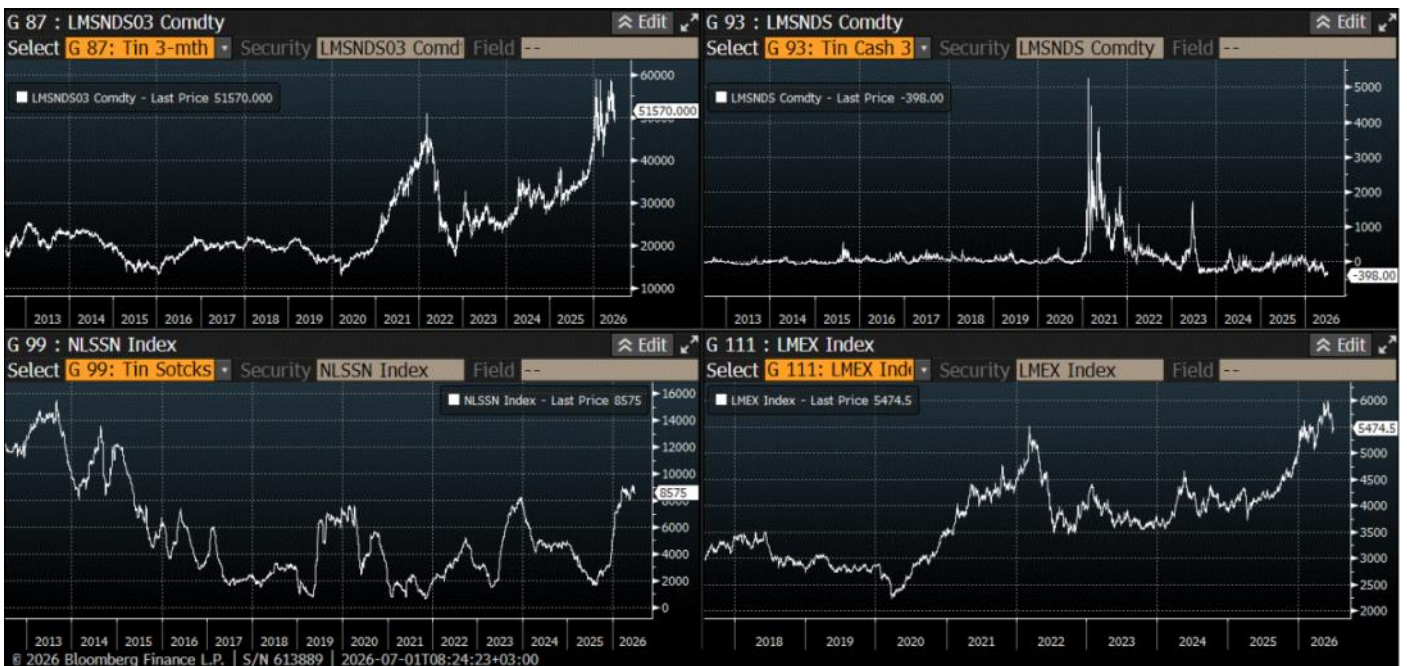 G 87 : LMSNDS03 Comdty
Edit
Select G 87: Tin 3-mth Security LMSNDS03 Comd Field --
LMSNDS03 Comdty - Last Price 51570.000
60000
51570.000
50000
40000
30000
20000
10000
2013 2014 2015 2016 2017 2018 2019 2020 2021 2022 2023 2024 2025 2026
G 93 : LMSNDS Comdty
Edit
Select G 93: Tin Cash 3 Security LMSNDS Comdty Field --
LMSNDS Comdty - Last Price -398.00
5000
4000
3000
2000
1000
0
-398.00
2013 2014 2015 2016 2017 2018 2019 2020 2021 2022 2023 2024 2025 2026
G 99 : NLSSN Index
Edit
Select G 99: Tin Sotcks Security NLSSN Index Field --
NLSSN Index - Last Price 8575
16000
14000
12000
10000
8575
8000
6000
4000
2000
0
2013 2014 2015 2016 2017 2018 2019 2020 2021 2022 2023 2024 2025 2026
G 111 : LMEX Index
Edit
Select G 111: LMEX Inde Security LMEX Index Field --
LMEX Index - Last Price 5474.5
6000
5474.5
5000
4500
4000
3500
3000
2500
2000
2018 2019 2020 2021 2022 2023 2024 2025 2026
© 2026 Bloomberg Finance L.P. | S/N 613889 | 2026-07-01T08:24:23+03:00